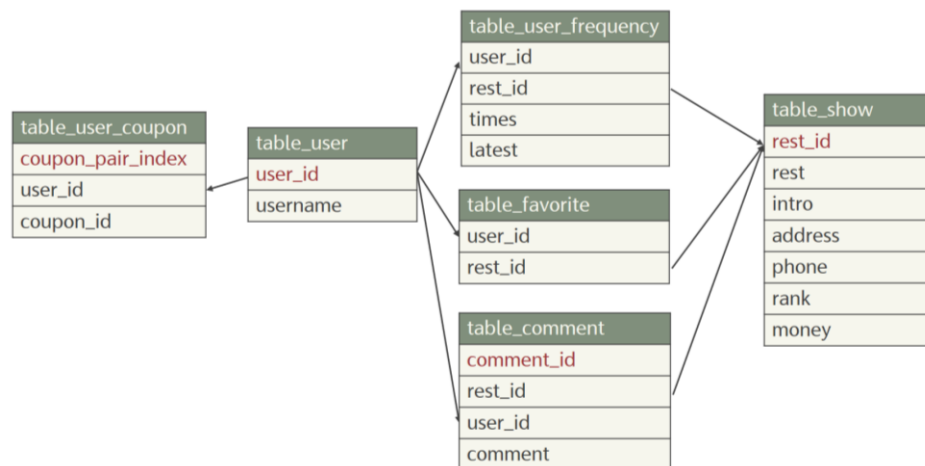 table_user_coupon
coupon_pair_index
user_id
coupon_id
table_user
user_id
username
table_user_frequency
user_id
rest_id
times
latest
table_favorite
user_id
rest_id
table_comment
comment_id
rest_id
user_id
comment
table_show
rest_id
rest
intro
address
phone
rank
money